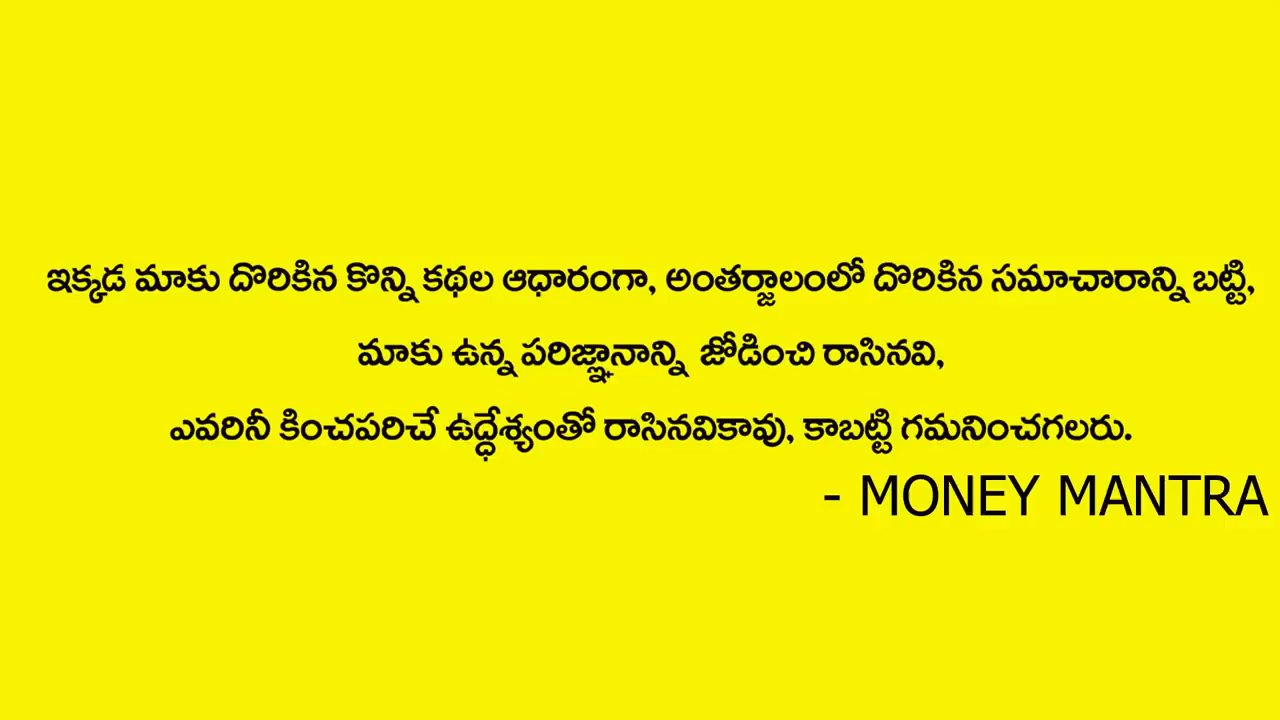 ఇక్కడ మాకు దొరికిన కొన్ని కథల ఆధారంగా, అంతర్జాలంలో దొరికిన సమాచారాన్ని బట్టి,
మాకు ఉన్న పరిజ్ఞానాన్ని జోడించి రాసినవి,
ఎవరినీ కించపరిచే ఉద్ధేశ్యంతో రాసినవికావు, కాబట్టి గమనించగలరు.
- MONEY MANTRA